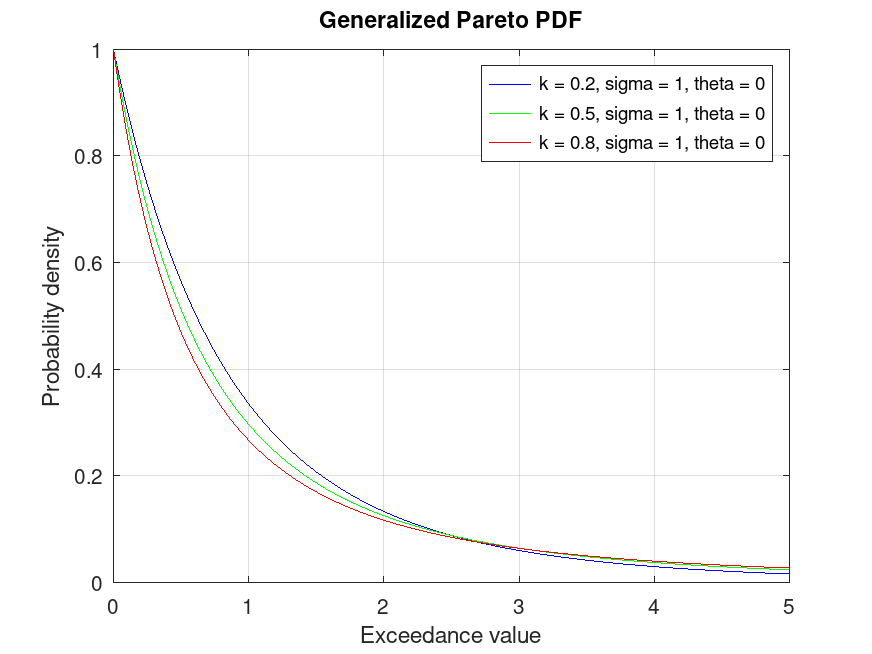 Generalized Pareto PDF
k = 0.2, sigma = 1, theta = 0
k = 0.5, sigma = 1, theta = 0
k = 0.8, sigma = 1, theta = 0
Probability density
1
0.8
0.6
0.4
0.2
0
0 1 2 3 4 5
Exceedance value